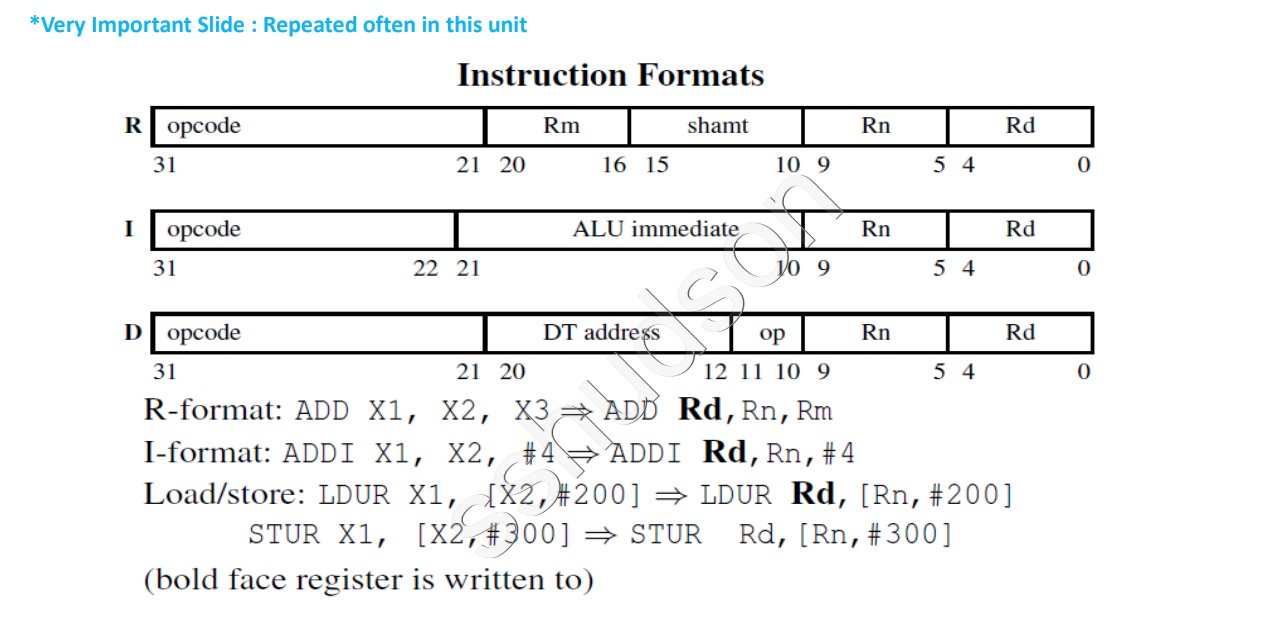 *Very Important Slide : Repeated often in this unit
Instruction Formats
R opcode Rm shamt Rn Rd
31 21 20 16 15 10 9 5 4 0
I opcode ALU immediate Rn Rd
31 22 21 10 9 5 4 0
D opcode DT address op Rn Rd
31 21 20 12 11 10 9 5 4 0
R-format: ADD X1, X2, X3 ⇒ ADD Rd,Rn,Rm
I-format: ADDI X1, X2, #4 ⇒ ADDI Rd,Rn,#4
Load/store: LDUR X1, [X2,#200] ⇒ LDUR Rd,[Rn,#200]
STUR X1, [X2,#300] ⇒ STUR Rd,[Rn,#300]
(bold face register is written to)
sshudson